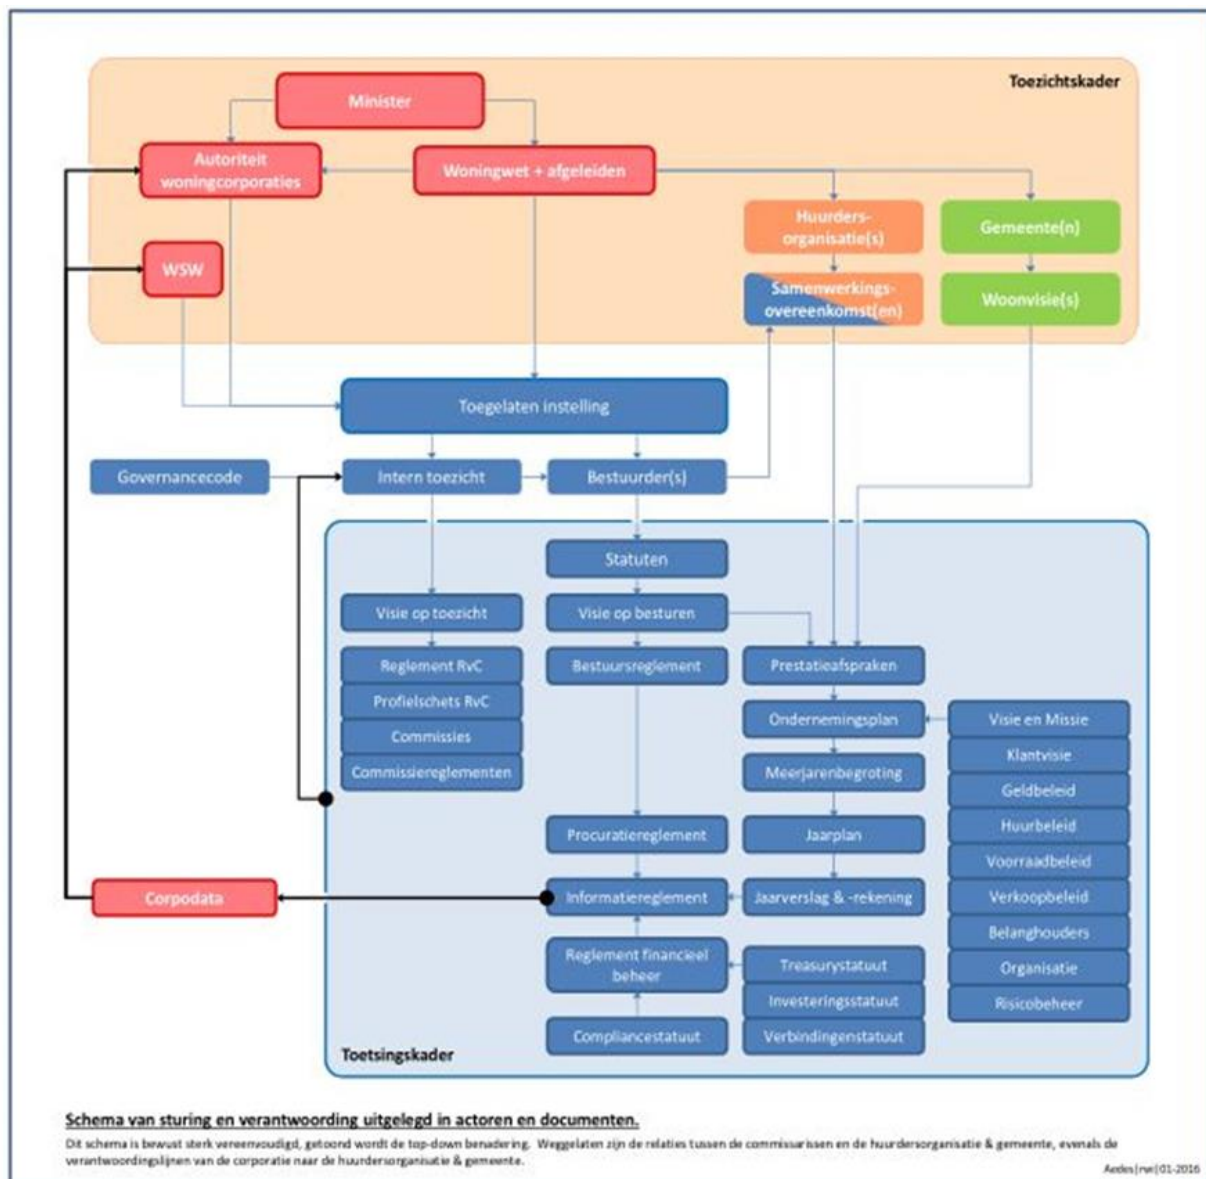 Toezichtskader
Minister
Autoriteit
woningcorporaties
Woningwet + afgeleiden
WSW
Huurders-
organisatie(s)
Gemeente(n)
Samenwerkings-
overeenkomst(en)
Woonvisie(s)
Toegelaten instelling
Governancecode
Intern toezicht
Bestuurder(s)
Statuten
Visie op toezicht
Visie op besturen
Reglement RvC
Profielschets RvC
Commissies
Commissiereglementen
Bestuursreglement
Prestatieafspraken
Ondernemingsplan
Meerjarenbegroting
Jaarplan
Jaarverslag & -rekening
Visie en Missie
Klantvisie
Geldbeleid
Huurbeleid
Voorraadbeleid
Verkoopbeleid
Belanghouders
Organisatie
Risicobeheer
Procuratiereglement
Informatiereglement
Corpodata
Reglement financieel
beheer
Compliancestatuut
Treasurystatuut
Investeringsstatuut
Verbindingenstatuut
Toetsingskader
Schema van sturing en verantwoording uitgelegd in actoren en documenten.
Dit schema is bewust sterk vereenvoudigd, getoond wordt de top-down benadering. Weggelaten zijn de relaties tussen de commissarissen en de huurdersorganisatie & gemeente, evenals de
verantwoordingslijnen van de corporatie naar de huurdersorganisatie & gemeente.
Aedes|rwi|01-2016